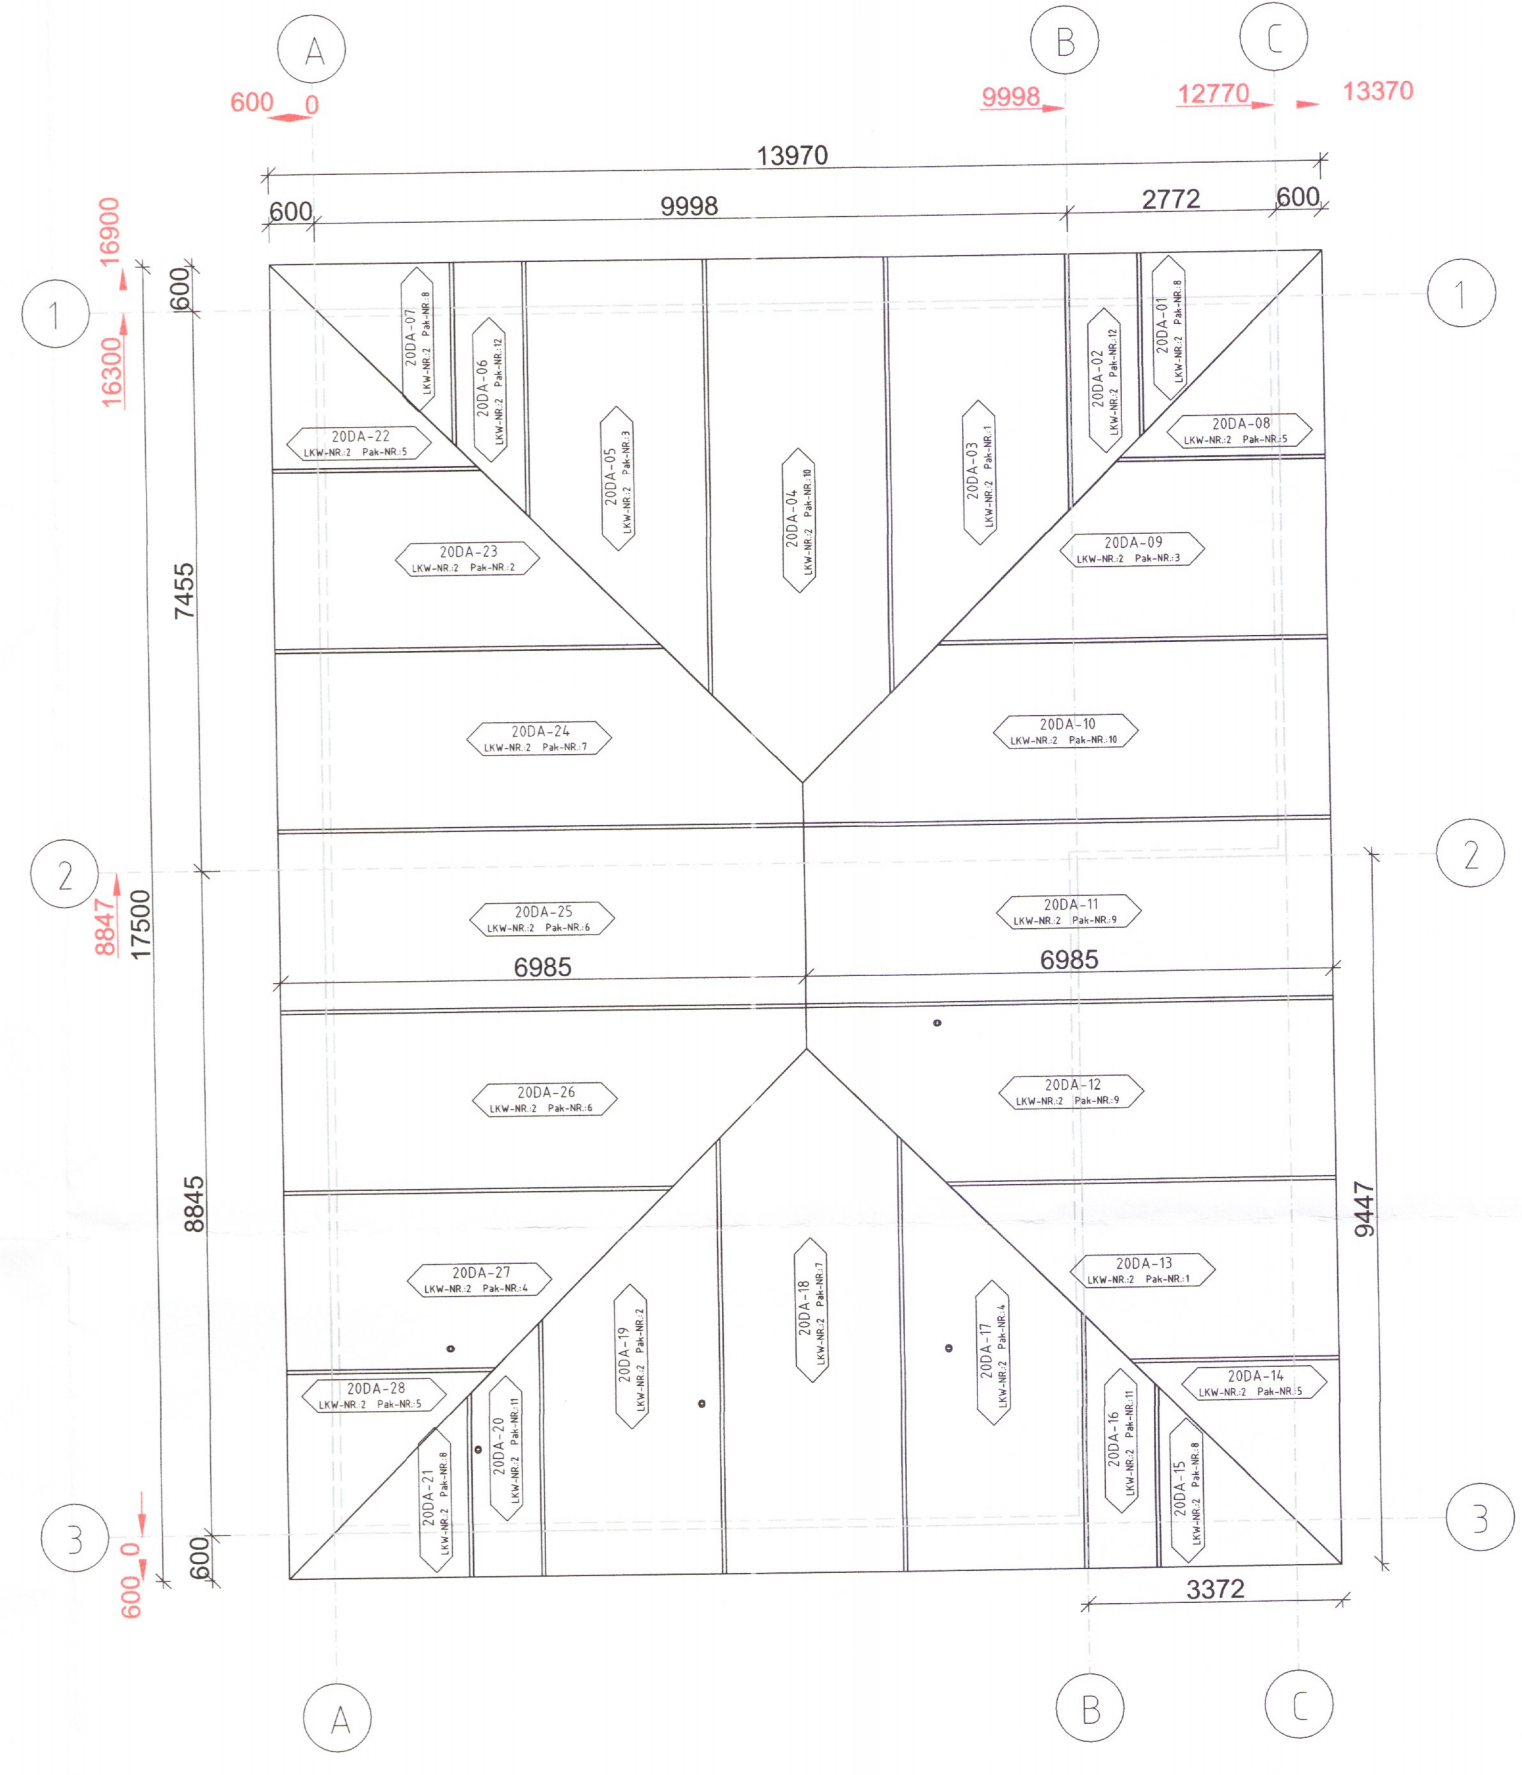 A
B
C
600
0
9998
12770
13370
13970
600
9998
2772
600
16900
600
1
1
16300
20DA-07
LKW-NR.:2 Pak-NR.:8
20DA-06
LKW-NR.:2 Pak-NR.:12
20DA-05
LKW-NR.:2 Pak-NR.:3
20DA-04
LKW-NR.:2 Pak-NR.:10
20DA-03
LKW-NR.:2 Pak-NR.:1
20DA-02
LKW-NR.:2 Pak-NR.:12
20DA-01
LKW-NR.:2 Pak-NR.:8
20DA-22
LKW-NR.:2 Pak-NR.:5
20DA-08
LKW-NR.:2 Pak-NR.:5
20DA-23
LKW-NR.:2 Pak-NR.:2
20DA-09
LKW-NR.:2 Pak-NR.:3
7455
20DA-24
LKW-NR.:2 Pak-NR.:7
20DA-10
LKW-NR.:2 Pak-NR.:10
2
2
8847
17500
20DA-25
LKW-NR.:2 Pak-NR.:6
20DA-11
LKW-NR.:2 Pak-NR.:9
6985
6985
20DA-26
LKW-NR.:2 Pak-NR.:6
20DA-12
LKW-NR.:2 Pak-NR.:9
8845
9447
20DA-27
LKW-NR.:2 Pak-NR.:4
20DA-13
LKW-NR.:2 Pak-NR.:1
20DA-28
LKW-NR.:2 Pak-NR.:5
20DA-14
LKW-NR.:2 Pak-NR.:5
20DA-21
LKW-NR.:2 Pak-NR.:8
20DA-20
LKW-NR.:2 Pak-NR.:11
20DA-19
LKW-NR.:2 Pak-NR.:2
20DA-18
LKW-NR.:2 Pak-NR.:7
20DA-17
LKW-NR.:2 Pak-NR.:4
20DA-16
LKW-NR.:2 Pak-NR.:11
20DA-15
LKW-NR.:2 Pak-NR.:8
3
3
0
600
600
3372
A
B
C